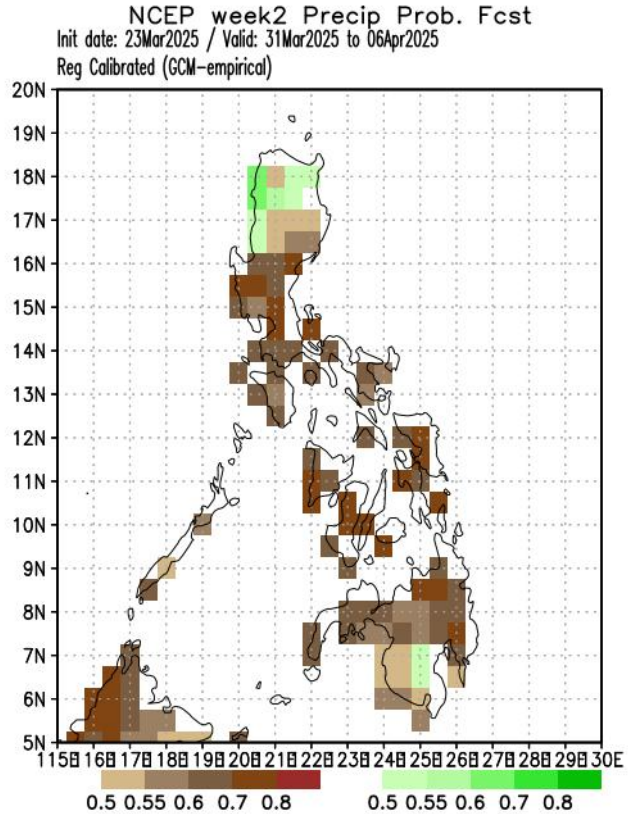 NCEP week2 Precip Prob. Fcst
Init date: 23Mar2025 / Valid: 31Mar2025 to 06Apr2025
Reg Calibrated (GCM-empirical)
20N
19N
18N
17N
16N
15N
14N
13N
12N
11N
10N
9N
8N
7N
6N
5N
115E 116E 117E 118E 119E 120E 121E 122E 123E 124E 125E 126E 127E 128E 129E 130E
0.5 0.55 0.6 0.7 0.8 0.5 0.55 0.6 0.7 0.8